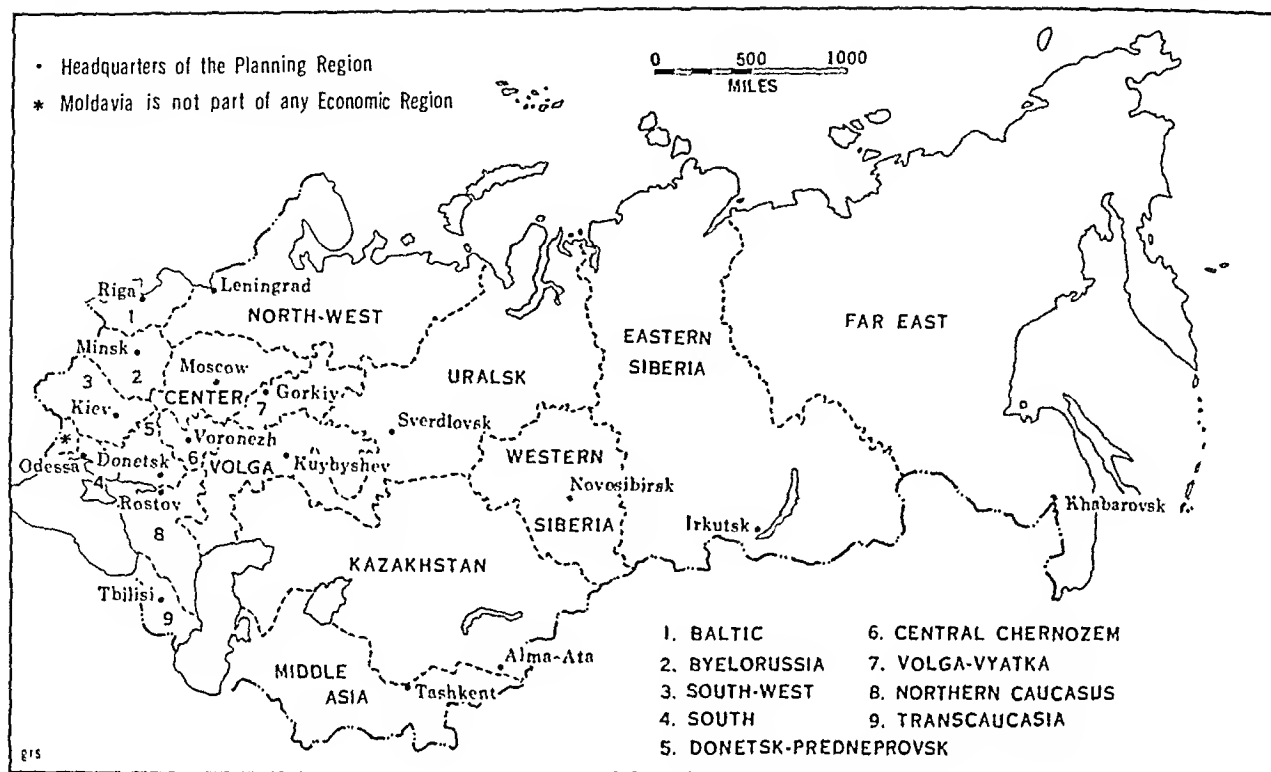 • Headquarters of the Planning Region
* Moldavia is not part of any Economic Region
0 500 1000
MILES
Riga
1
Leningrad
NORTH-WEST
FAR EAST
EASTERN
SIBERIA
Minsk
2
Moscow
CENTER
7
Gorkiy
URALSK
3
Kiev
5
Voronezh
Sverdlovsk
*
Odessa
Donetsk
6
VOLGA
Kuybyshev
WESTERN
4
Rostov
Novosibirsk
SIBERIA
Irkutsk
Khabarovsk
8
KAZAKHSTAN
Tbilisi
9
MIDDLE
ASIA
Alma-Ata
Tashkent
1. BALTIC
2. BYELORUSSIA
3. SOUTH-WEST
4. SOUTH
5. DONETSK-PREDNEPROVSK
6. CENTRAL CHERNOZEM
7. VOLGA-VYATKA
8. NORTHERN CAUCASUS
9. TRANSCAUCASIA
grs